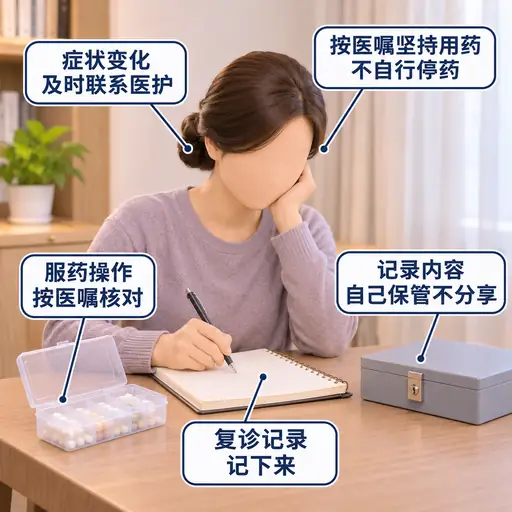 症状变化
及时联系医护
按医嘱坚持用药
不自行停药
服药操作
按医嘱核对
记录内容
自己保管不分享
复诊记录
记下来